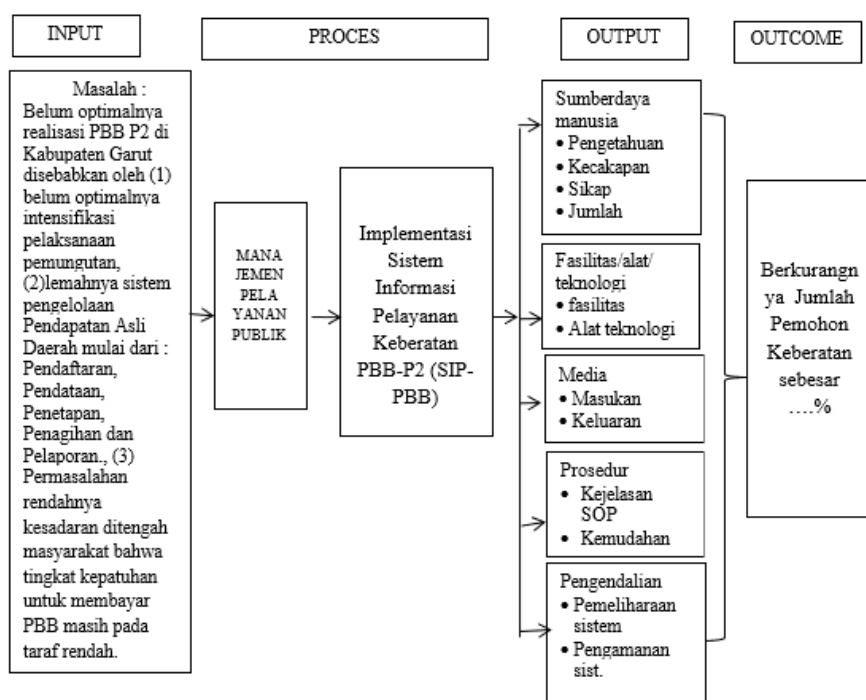 INPUT
PROCES
OUTPUT
OUTCOME
Masalah :
Belum optimalnya
realisasi PBB P2 di
Kabupaten Garut
disebabkan oleh (1)
belum optimalnya
intensifikasi
pelaksanaan
pemungutan,
(2)lemahnya sistem
pengelolaan
Pendapatan Asli
Daerah mulai dari :
Pendaftaran,
Pendataan,
Penetapan,
Penagihan dan
Pelaporan., (3)
Permasalahan
rendahnya
kesadaran ditengah
masyarakat bahwa
tingkat kepatuhan
untuk membayar
PBB masih pada
taraf rendah.
MANA
JEMEN
PELA
YANAN
PUBLIK
Implementasi
Sistem
Informasi
Pelayanan
Keberatan
PBB-P2 (SIP-
PBB)
Sumberdaya
manusia
• Pengetahuan
• Kecakapan
• Sikap
• Jumlah
Fasilitas/alat/
teknologi
• fasilitas
• Alat teknologi
Media
• Masukan
• Keluaran
Prosedur
• Kejelasan
SOP
• Kemudahan
Pengendalian
• Pemeliharaan
sistem
• Pengamanan
sist.
Berkurangn
ya Jumlah
Pemohon
Keberatan
sebesar
….%